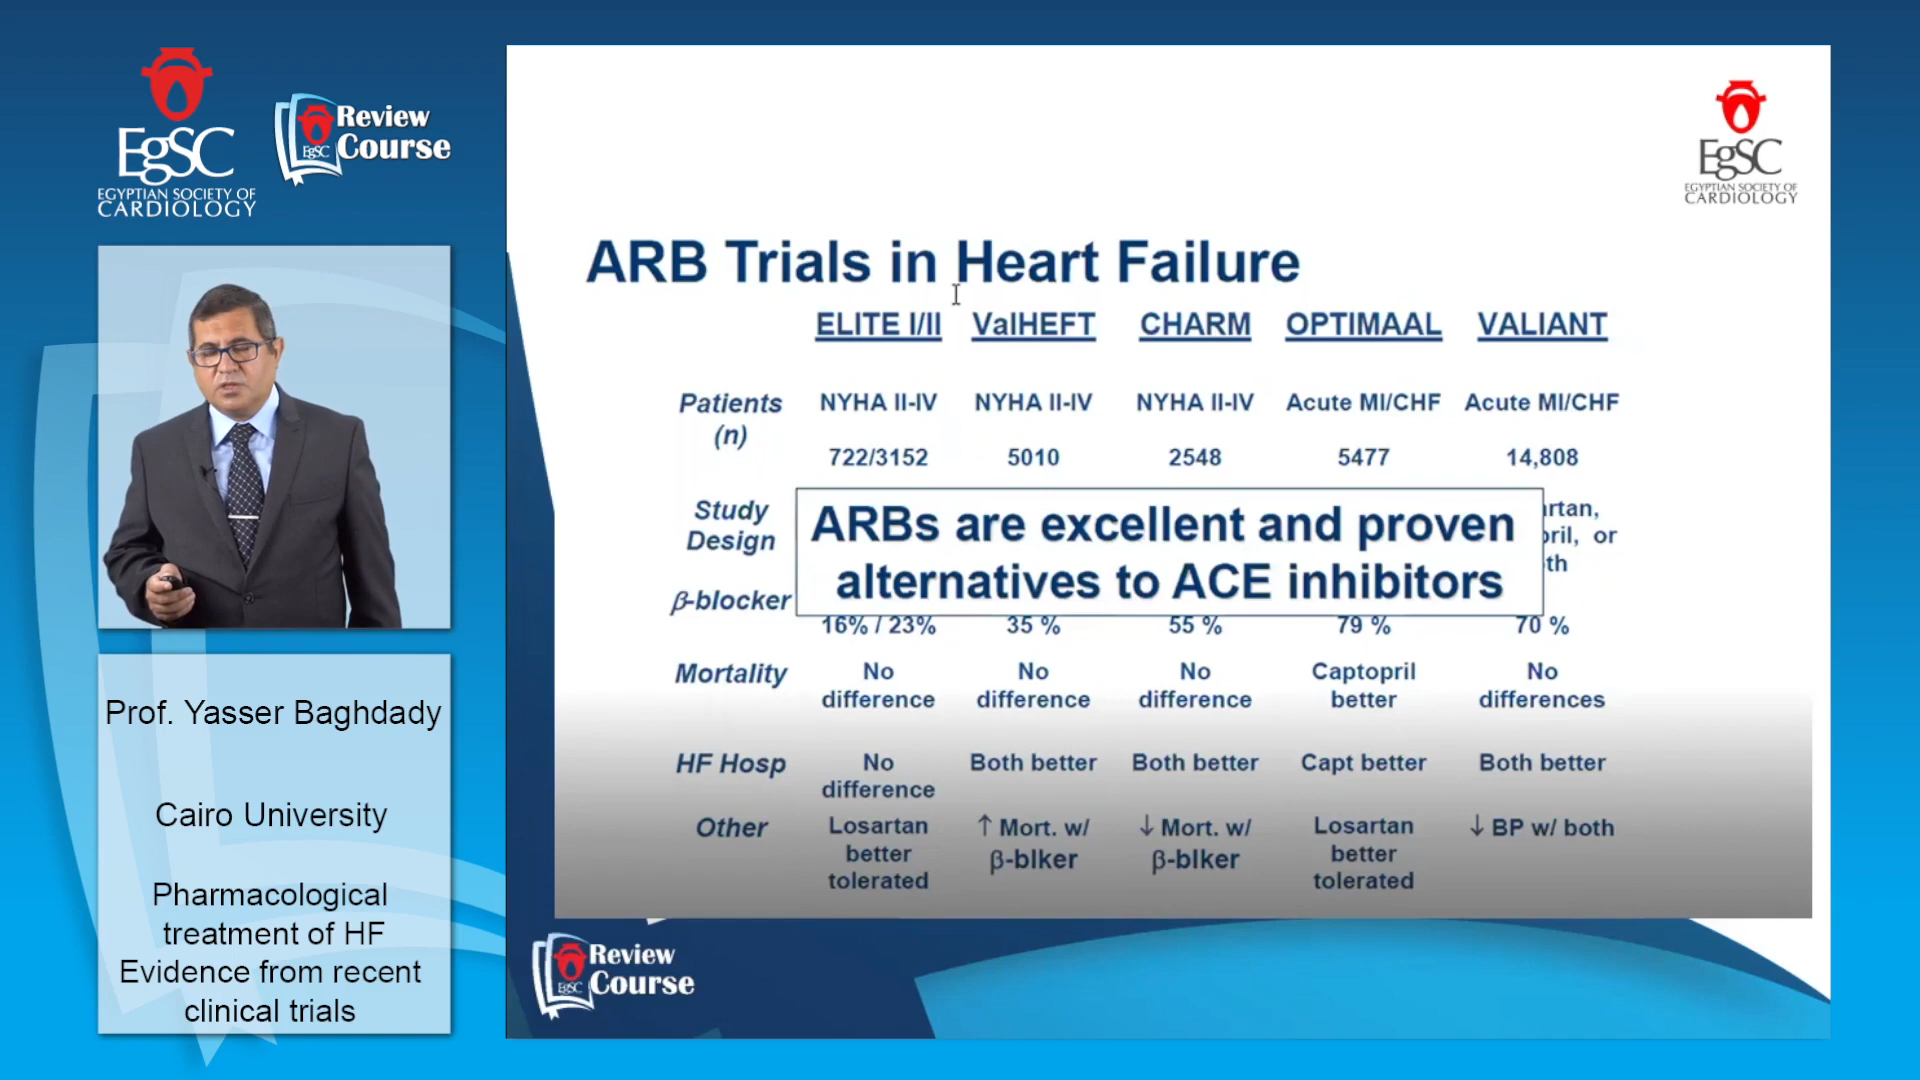 EgSC
EGYPTIAN SOCIETY OF
CARDIOLOGY
Review
Course
EgSC
Prof. Yasser Baghdady
Cairo University
Pharmacological
treatment of HF
Evidence from recent
clinical trials
EgSC
EGYPTIAN SOCIETY OF
CARDIOLOGY
ARB Trials in Heart Failure
ELITE I/II ValHEFT CHARM OPTIMAAL VALIANT
Patients NYHA II-IV NYHA II-IV NYHA II-IV Acute MI/CHF Acute MI/CHF
(n)
722/3152 5010 2548 5477 14,808
Study rtan,
Design pril, or
th
ARBs are excellent and proven
alternatives to ACE inhibitors
β-blocker
16% / 23% 35 % 55 % 79 % 70 %
Mortality No No No Captopril No
difference difference difference better differences
HF Hosp No Both better Both better Capt better Both better
difference
Other Losartan ↑ Mort. w/ ↓ Mort. w/ Losartan ↓ BP w/ both
better β-blker β-blker better
tolerated tolerated
Review
Course
EgSC